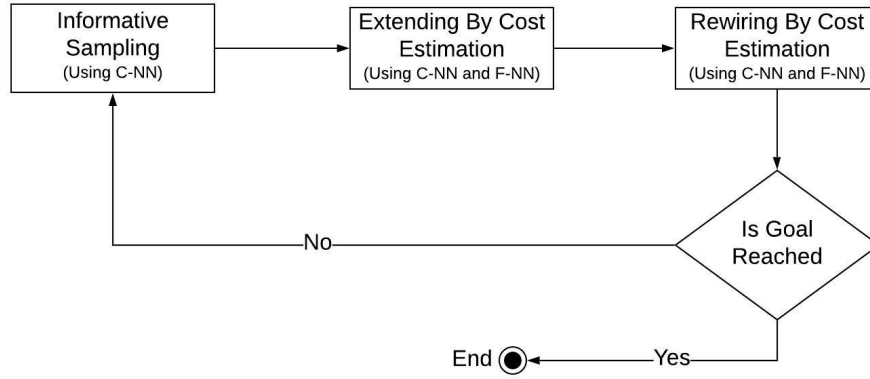 Informative
Sampling
(Using C-NN)
Extending By Cost
Estimation
(Using C-NN and F-NN)
Rewiring By Cost
Estimation
(Using C-NN and F-NN)
Is Goal
Reached
No
End
Yes